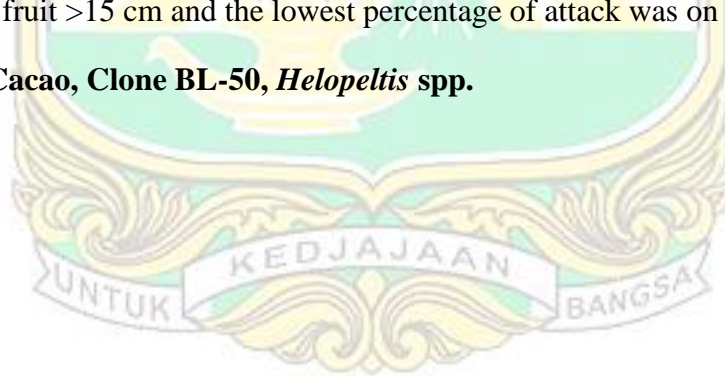 fruit >15 cm and the lowest percentage of attack was on
Cacao, Clone BL-50, Helopeltis spp.
UNTUK KEDJAJAAN BANGSA